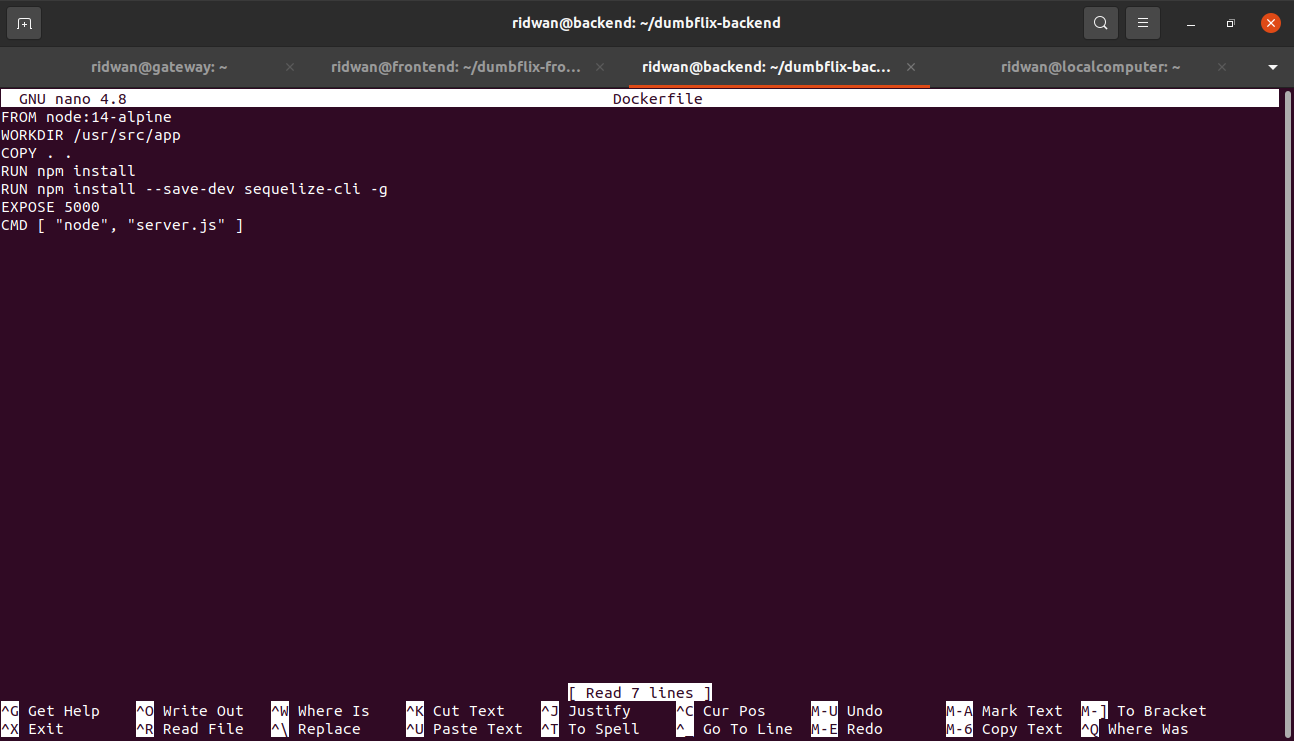 ridwan@backend: ~/dumbflix-backend
ridwan@gateway: ~ ridwan@frontend: ~/dumbflix-fro... ridwan@backend: ~/dumbflix-bac... ridwan@localcomputer: ~
GNU nano 4.8 Dockerfile
FROM node:14-alpine
WORKDIR /usr/src/app
COPY . .
RUN npm install
RUN npm install --save-dev sequelize-cli -g
EXPOSE 5000
CMD [ "node", "server.js" ]
[ Read 7 lines ]
^G Get Help ^O Write Out ^W Where Is ^K Cut Text ^J Justify ^C Cur Pos M-U Undo M-A Mark Text M-] To Bracket
^X Exit ^R Read File ^\ Replace ^U Paste Text ^T To Spell ^_ Go To Line M-E Redo M-6 Copy Text ^Q Where Was